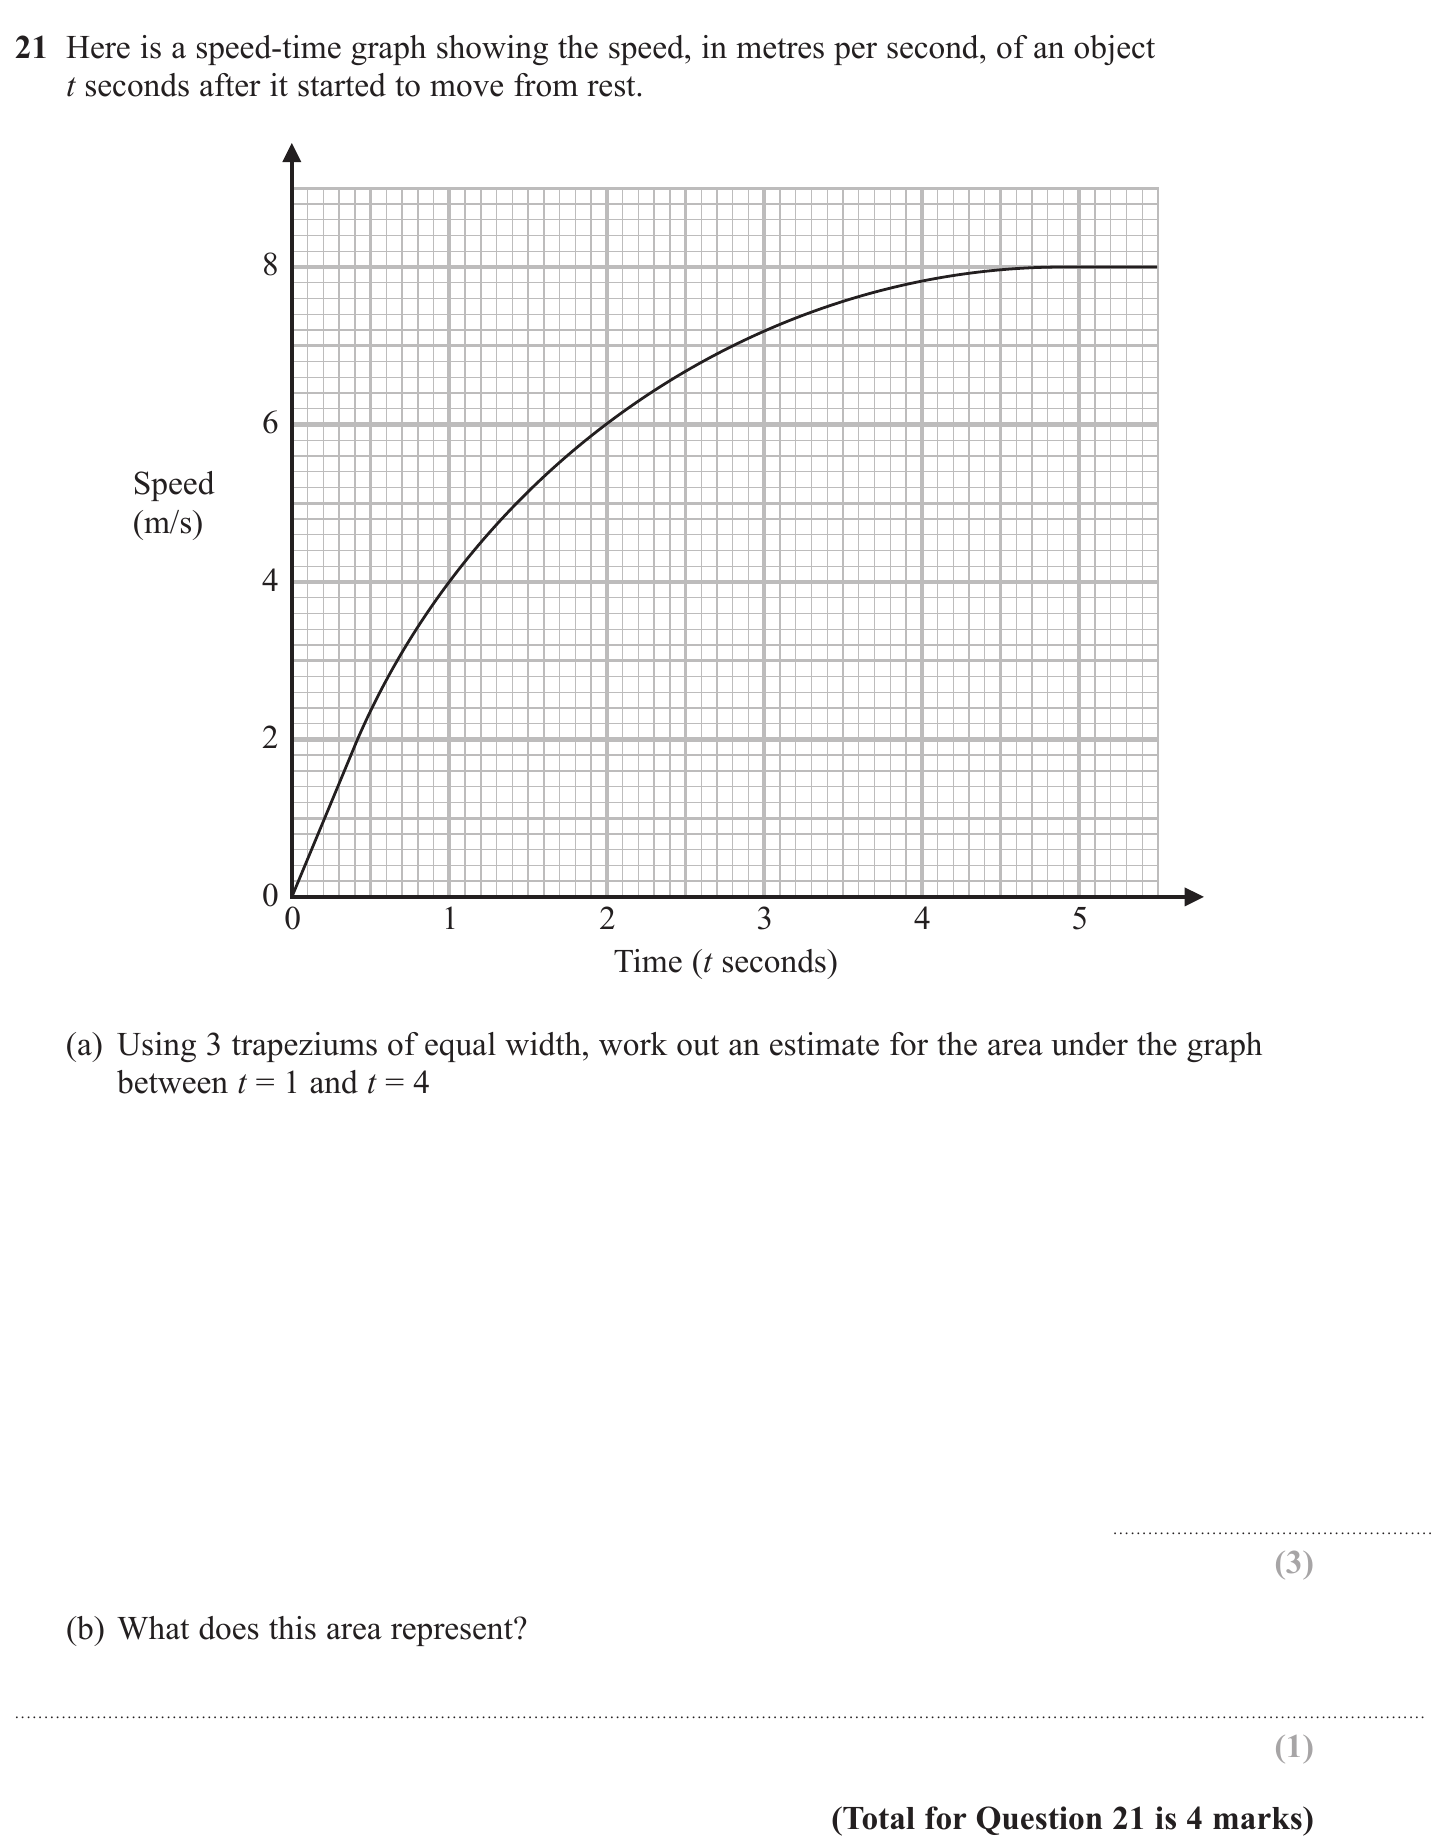 21 Here is a speed-time graph showing the speed, in metres per second, of an object
t seconds after it started to move from rest.
8
6
Speed
(m/s)
4
2
0
0 1 2 3 4 5
Time (t seconds)
(a) Using 3 trapeziums of equal width, work out an estimate for the area under the graph
between t = 1 and t = 4
(3)
(b) What does this area represent?
(1)
(Total for Question 21 is 4 marks)